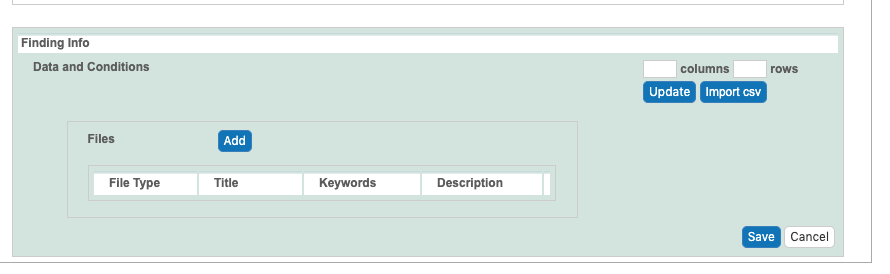 Finding Info
Data and Conditions
columns rows
Update Import csv
Files Add
File Type Title Keywords Description
Save Cancel